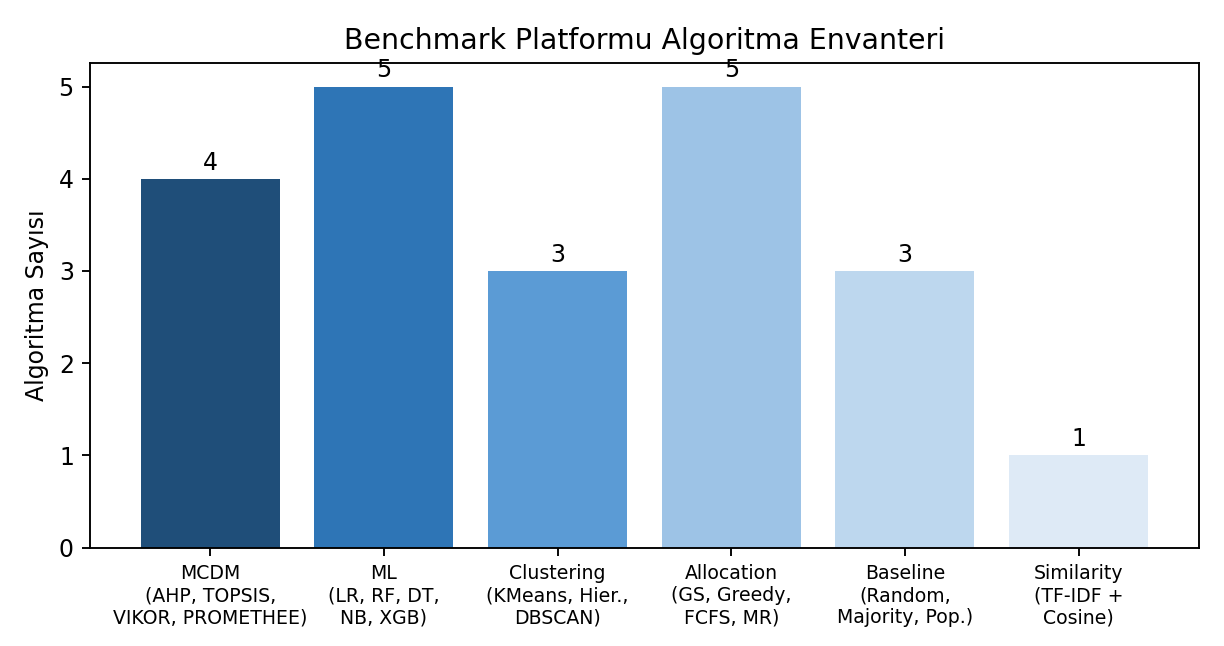 Benchmark Platformu Algoritma Envanteri
Algoritma Sayısı
5
4
3
2
1
0
4
5
3
5
3
1
MCDM
(AHP, TOPSIS,
VIKOR, PROMETHEE)
ML
(LR, RF, DT,
NB, XGB)
Clustering
(KMeans, Hier.,
DBSCAN)
Allocation
(GS, Greedy,
FCFS, MR)
Baseline
(Random,
Majority, Pop.)
Similarity
(TF-IDF +
Cosine)